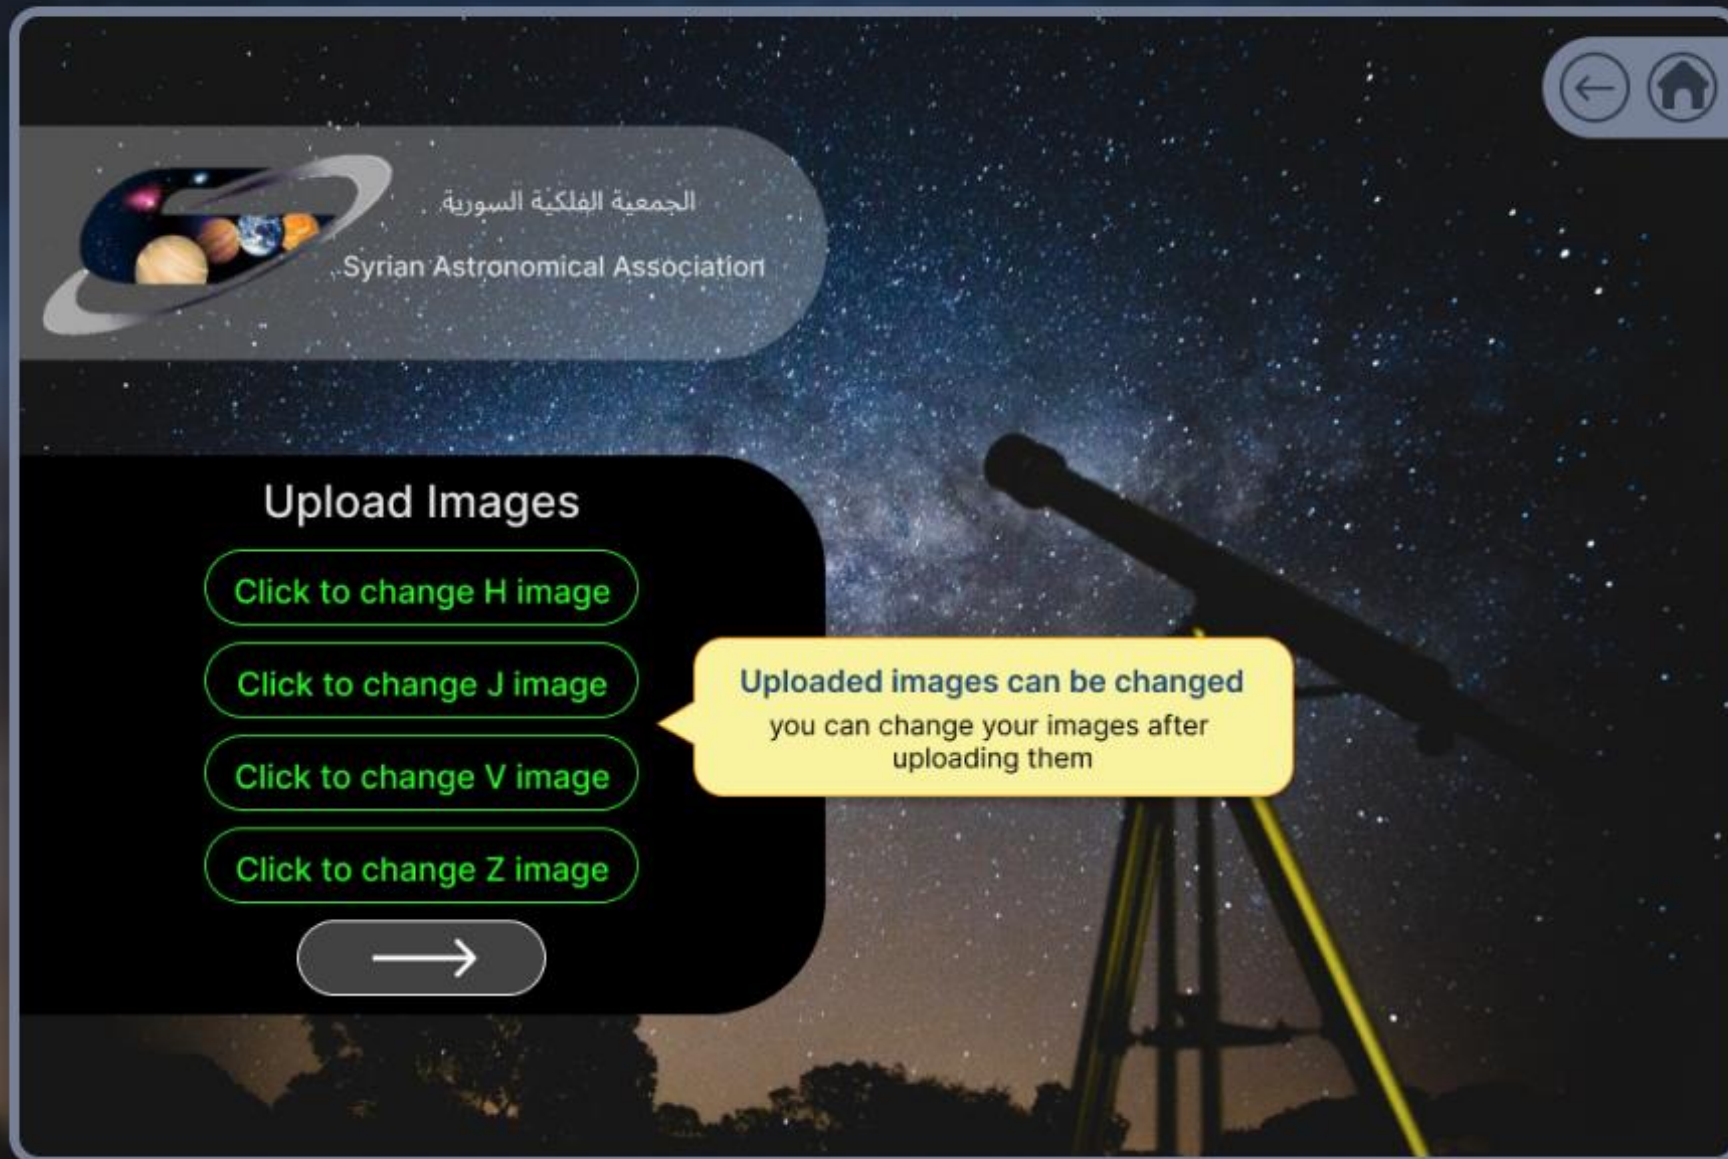 الجمعية الفلكية السورية
Syrian Astronomical Association
Upload Images
Click to change H image
Click to change J image
Click to change V image
Click to change Z image
Uploaded images can be changed
you can change your images after
uploading them